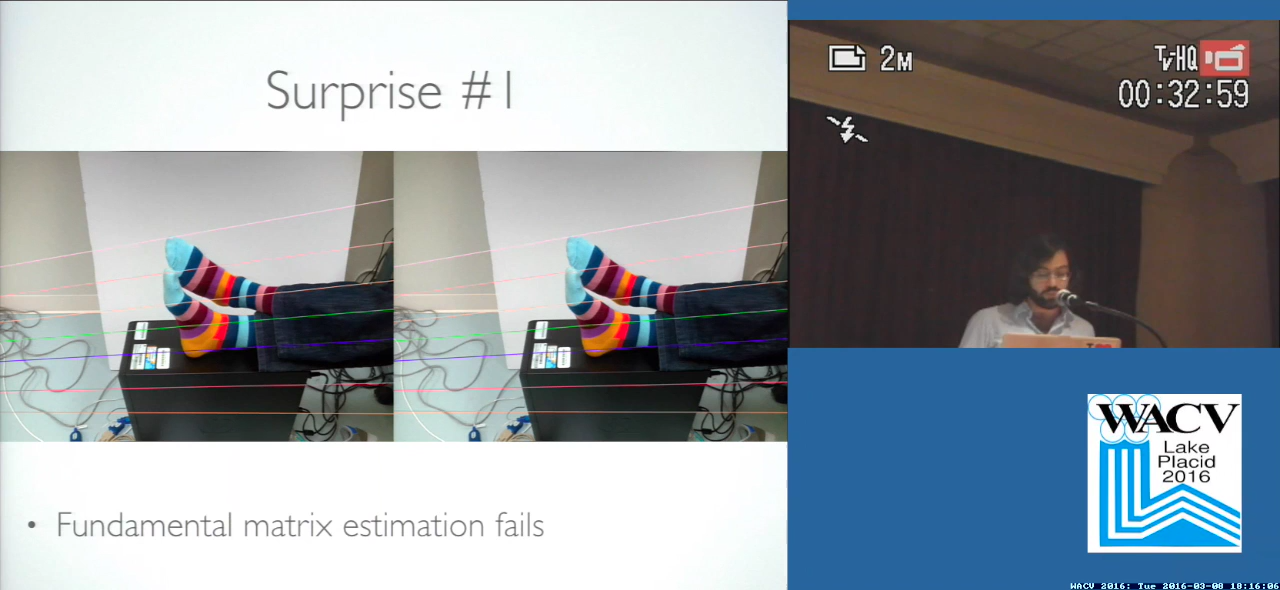 Surprise #1
• Fundamental matrix estimation fails
2M
Tv-HQ
00:32:59
WACV
Lake
Placid
2016
WACV 2016: Tue 2016-03-08 18:16:06